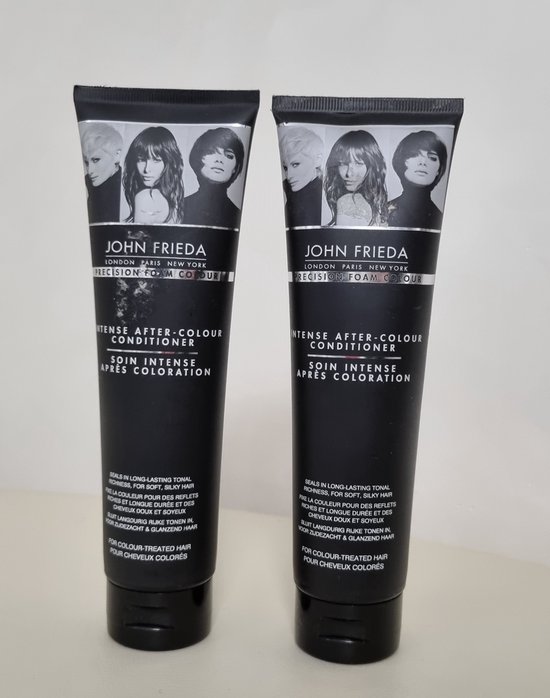 JOHN FRIEDA
LONDON PARIS NEW YORK
PRECISION FOAM COLOUR
INTENSE AFTER-COLOUR
CONDITIONER
SOIN INTENSE
APRÈS COLORATION
SEALS IN LONG-LASTING TONAL
RICHNESS, FOR SOFT, SILKY HAIR
FIXE LA COULEUR POUR DES REFLETS
RICHES ET LONGUE DURÉE ET DES
CHEVEUX DOUX ET SOYEUX
SLUIT LANGDURIG RIJKE TONEN IN,
VOOR ZIJDEZACHT & GLANZEND HAAR
FOR COLOUR-TREATED HAIR
POUR CHEVEUX COLORÉS
JOHN FRIEDA
LONDON PARIS NEW YORK
PRECISION FOAM COLOUR
INTENSE AFTER-COLOUR
CONDITIONER
SOIN INTENSE
APRÈS COLORATION
SEALS IN LONG-LASTING TONAL
RICHNESS, FOR SOFT, SILKY HAIR
FIXE LA COULEUR POUR DES REFLETS
RICHES ET LONGUE DURÉE ET DES
CHEVEUX DOUX ET SOYEUX
SLUIT LANGDURIG RIJKE TONEN IN,
VOOR ZIJDEZACHT & GLANZEND HAAR
FOR COLOUR-TREATED HAIR
POUR CHEVEUX COLORÉS